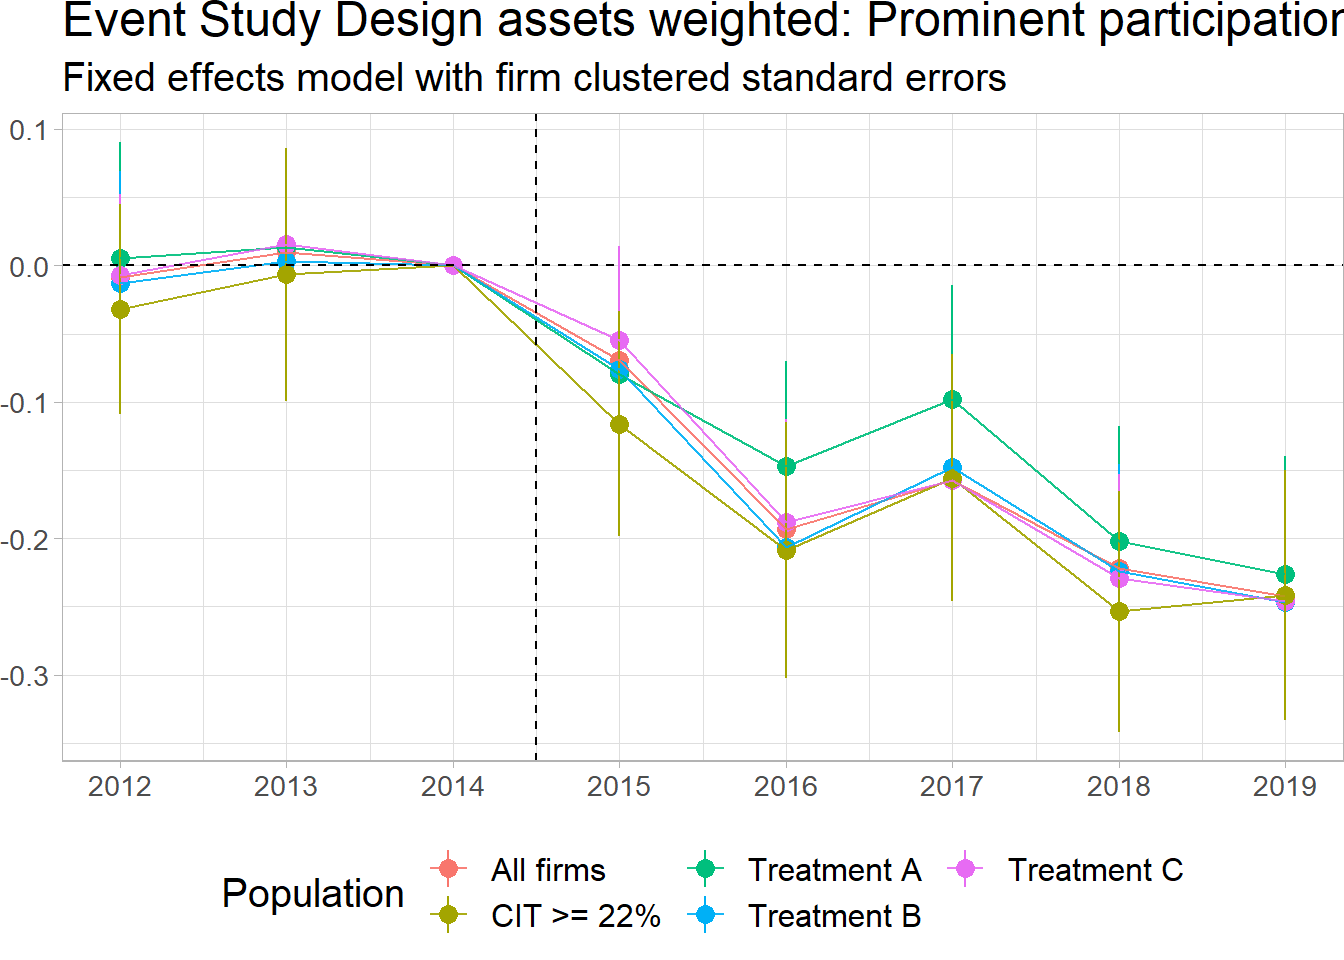 Event Study Design assets weighted: Prominent participation
Fixed effects model with firm clustered standard errors
0.1
0.0
-0.1
-0.2
-0.3
2012 2013 2014 2015 2016 2017 2018 2019
Population
All firms Treatment A Treatment C
CIT >= 22% Treatment B